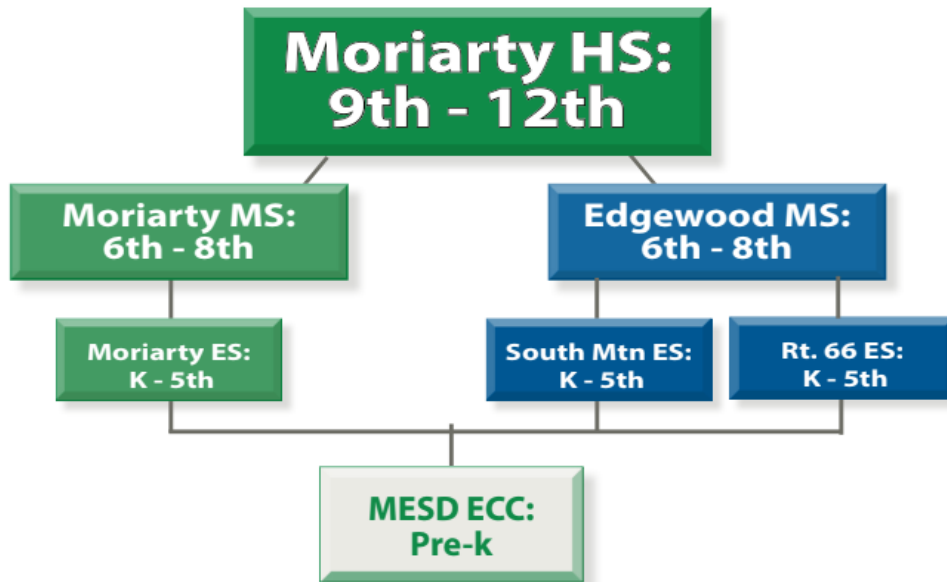 Moriarty HS:
9th - 12th
Moriarty MS:
6th - 8th
Edgewood MS:
6th - 8th
Moriarty ES:
K - 5th
South Mtn ES:
K - 5th
Rt. 66 ES:
K - 5th
MESD ECC:
Pre-k